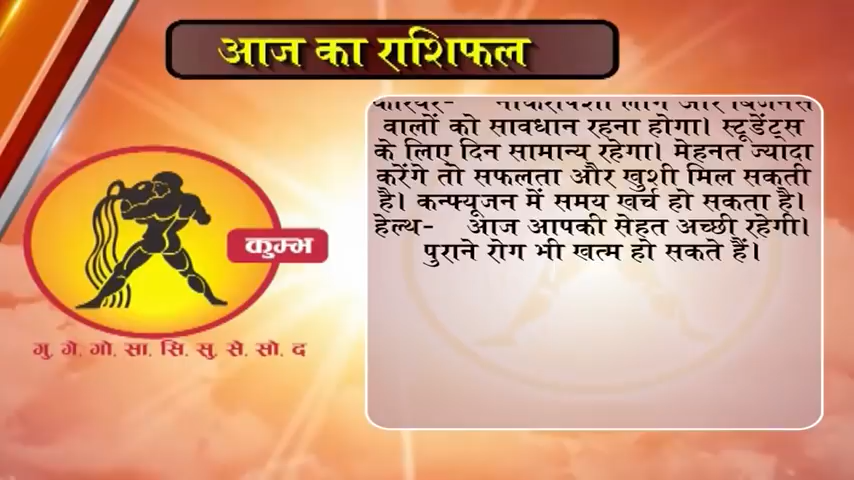 आज का राशिफल
कुम्भ
गु, गे, गो, सा, सि, सु, से, सो, द
वालों को सावधान रहना होगा। स्टूडेंट्स
के लिए दिन सामान्य रहेगा। मेहनत ज्यादा
करेंगे तो सफलता और खुशी मिल सकती
है। कन्फ्यूजन में समय खर्च हो सकता है।
हेल्थ- आज आपकी सेहत अच्छी रहेगी।
पुराने रोग भी खत्म हो सकते हैं।